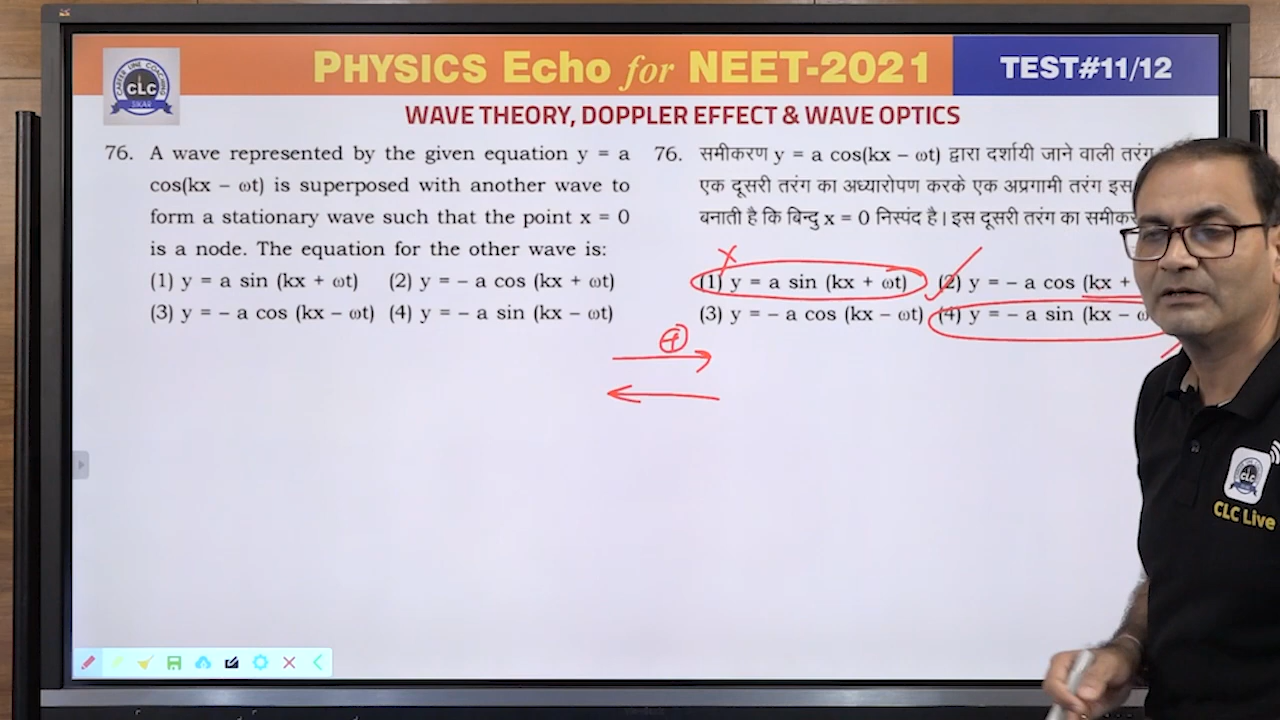 CAREER LINE COACHING
CLC
SIKAR
PHYSICS Echo for NEET-2021
TEST#11/12
WAVE THEORY, DOPPLER EFFECT & WAVE OPTICS
76. A wave represented by the given equation y = a
cos(kx – ωt) is superposed with another wave to
form a stationary wave such that the point x = 0
is a node. The equation for the other wave is:
(1) y = a sin (kx + ωt) (2) y = – a cos (kx + ωt)
(3) y = – a cos (kx – ωt) (4) y = – a sin (kx – ωt)
76. समीकरण y = a cos(kx – ωt) द्वारा दर्शायी जाने वाली तरंग
एक दूसरी तरंग का अध्यारोपण करके एक अप्रगामी तरंग इस
बनाती है कि बिन्दु x = 0 निस्पंद है। इस दूसरी तरंग का
(1) y = a sin (kx + ωt) (2) y = – a cos (kx +
(3) y = – a cos (kx – ωt) (4) y = – a sin (kx –
+
CLC
CLC Live